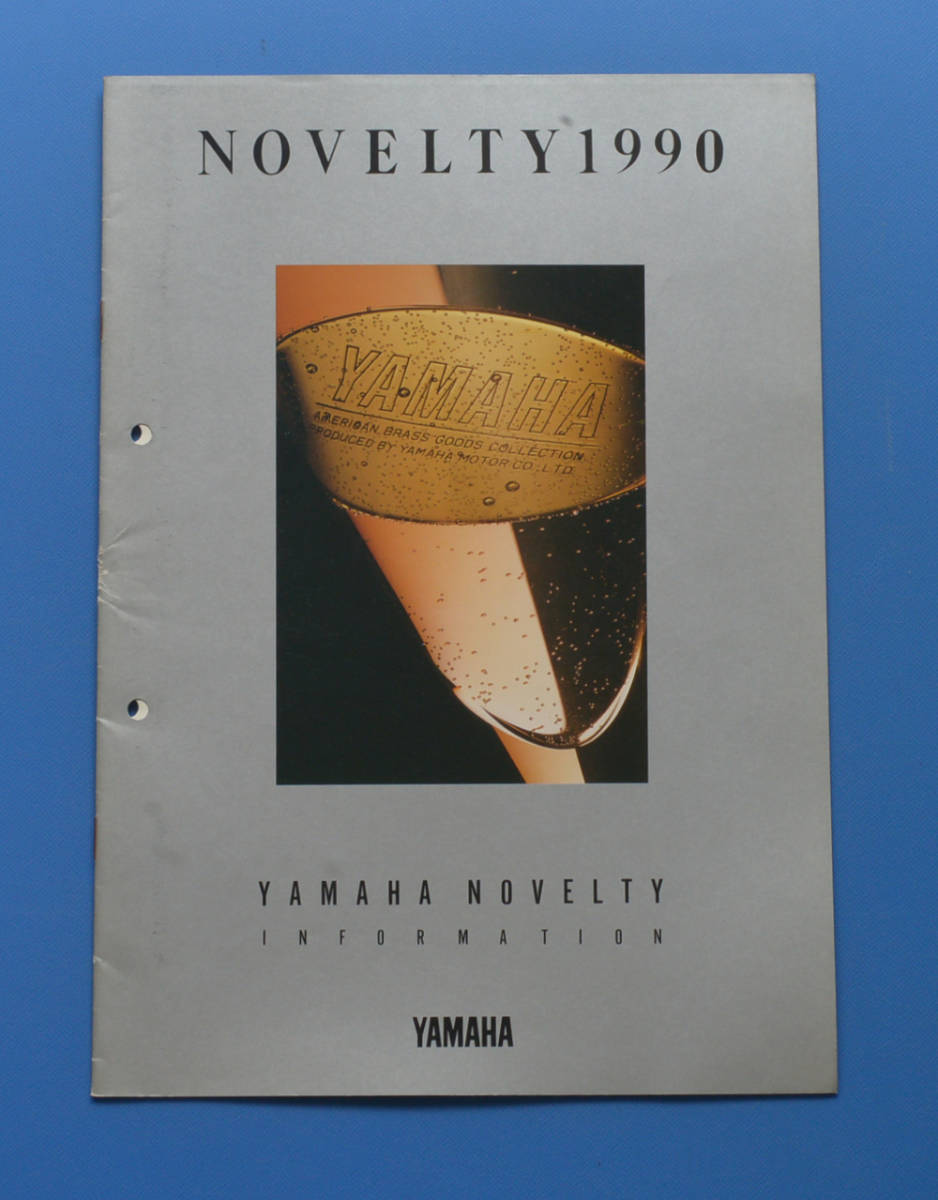 NOVELTY1990
YAMAHA
AMERICAN BRASS GOODS COLLECTION
PRODUCED BY YAMAHA MOTOR CO.,LTD.
YAMAHA NOVELTY
INFORMATION
YAMAHA